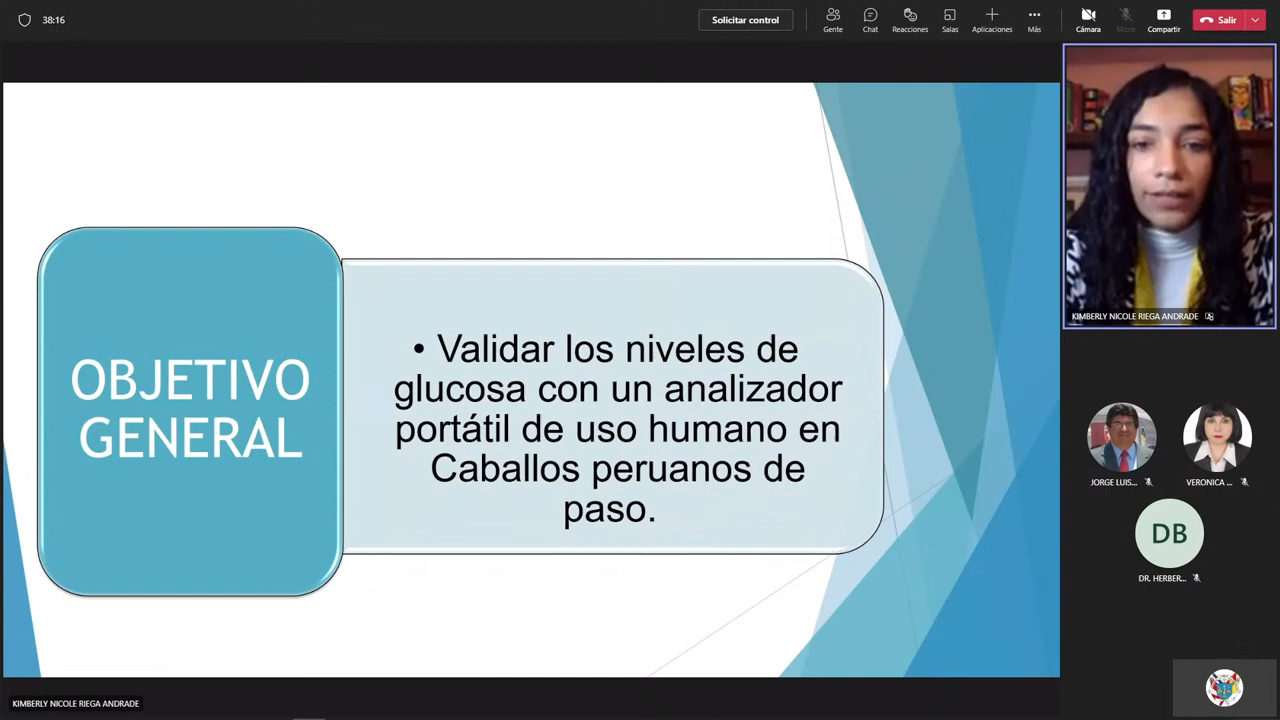 38:16
Solicitar control
Gente
Chat
Reacciones
Salas
Aplicaciones
Más
Cámara
Micro
Compartir
Salir
OBJETIVO
GENERAL
• Validar los niveles de
glucosa con un analizador
portátil de uso humano en
Caballos peruanos de
paso.
KIMBERLY NICOLE RIEGA ANDRADE
JORGE LUIS...
VERONICA ...
DB
DR. HERBER...
KIMBERLY NICOLE RIEGA ANDRADE